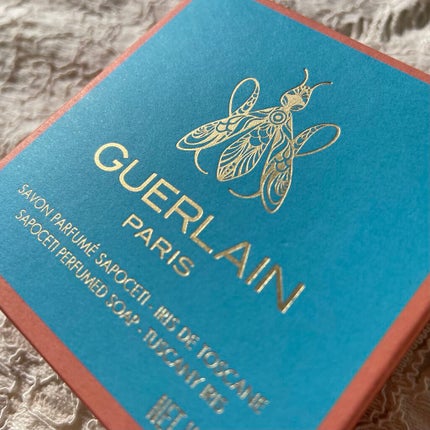 GUERLAIN
PARIS
SAVON PARFUMÉ SAPOCETI · IRIS DE TOSCANE
SAPOCETI PERFUMED SOAP · TUSCANY IRIS